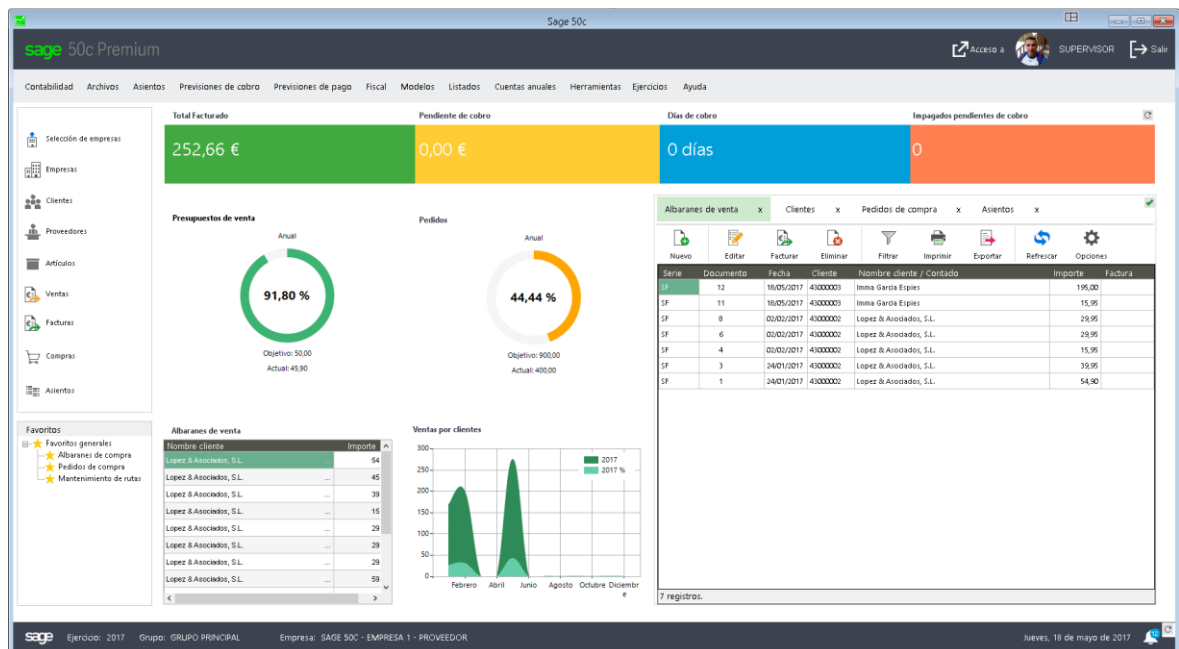 Sage 50c
sage 50c Premium
Acceso a
SUPERVISOR
Salir
Contabilidad Archivos Asientos Previsiones de cobro Previsiones de pago Fiscal Modelos Listados Cuentas anuales Herramientas Ejercicios Ayuda
Selección de empresas
Empresas
Clientes
Proveedores
Artículos
Ventas
Facturas
Compras
Asientos
Favoritos
Favoritos generales
Albaranes de compra
Pedidos de compra
Mantenimiento de rutas
Total Facturado
252,66 €
Pendiente de cobro
0,00 €
Días de cobro
0 días
Impagados pendientes de cobro
0
Presupuestos de venta
Anual
91,80 %
Objetivo: 50,00
Actual: 45,90
Pedidos
Anual
44,44 %
Objetivo: 900,00
Actual: 400,00
Albaranes de venta
Nombre cliente Importe
Lopez & Asociados, S.L. ... 54
Lopez & Asociados, S.L. ... 45
Lopez & Asociados, S.L. ... 39
Lopez & Asociados, S.L. ... 15
Lopez & Asociados, S.L. ... 29
Lopez & Asociados, S.L. ... 29
Lopez & Asociados, S.L. ... 29
Lopez & Asociados, S.L. ... 59
Ventas por clientes
300
250
200
150
100
50
0
2017
2017 %
Febrero Abril Junio Agosto Octubre Diciembr
e
Albaranes de venta x Clientes x Pedidos de compra x Asientos x
Nuevo Editar Facturar Eliminar Filtrar Imprimir Exportar Refrescar Opciones
Serie Documento Fecha Cliente Nombre cliente / Contado Importe Factura
SF 12 18/05/2017 43000003 Imma Garcia Espies 195,00
SF 11 18/05/2017 43000003 Imma Garcia Espies 15,95
SF 8 02/02/2017 43000002 Lopez & Asociados, S.L. 29,95
SF 6 02/02/2017 43000002 Lopez & Asociados, S.L. 29,95
SF 4 02/02/2017 43000002 Lopez & Asociados, S.L. 15,95
SF 3 24/01/2017 43000002 Lopez & Asociados, S.L. 39,95
SF 1 24/01/2017 43000002 Lopez & Asociados, S.L. 54,90
7 registros.
sage Ejercicio: 2017 Grupo: GRUPO PRINCIPAL Empresa: SAGE 50C - EMPRESA 1 - PROVEEDOR Jueves, 18 de mayo de 2017 12